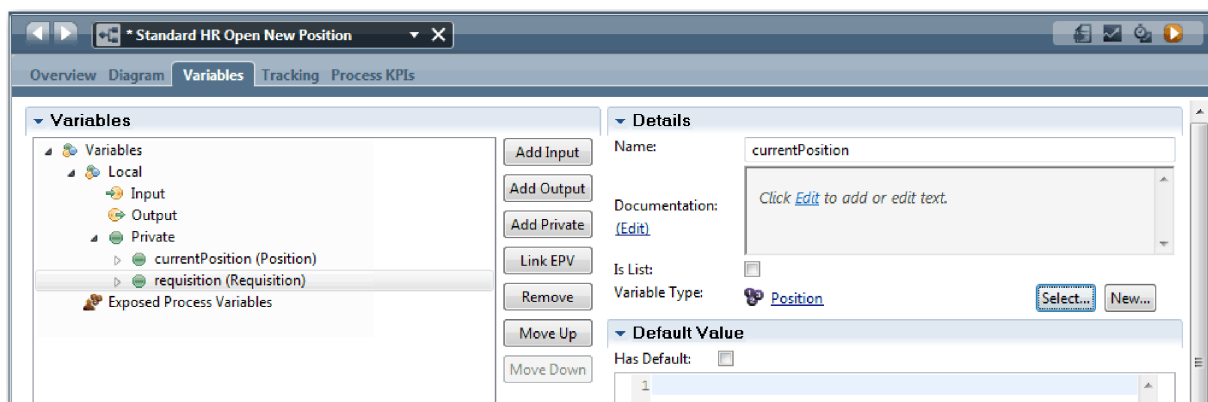 * Standard HR Open New Position
Overview Diagram Variables Tracking Process KPIs
Variables
Variables
Local
Input
Output
Private
currentPosition (Position)
requisition (Requisition)
Exposed Process Variables
Add Input
Add Output
Add Private
Link EPV
Remove
Move Up
Move Down
Details
Name: currentPosition
Documentation:
(Edit)
Click Edit to add or edit text.
Is List:
Variable Type: Position Select... New...
Default Value
Has Default:
1